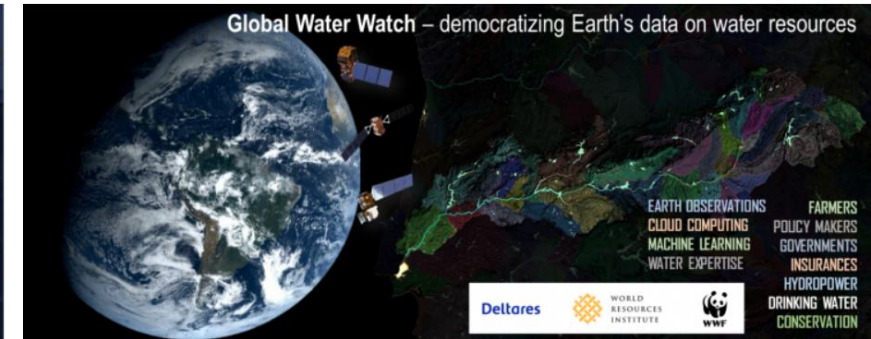 Global Water Watch – democratizing Earth's data on water resources
EARTH OBSERVATIONS
CLOUD COMPUTING
MACHINE LEARNING
WATER EXPERTISE
FARMERS
POLICY MAKERS
GOVERNMENTS
INSURANCES
HYDROPOWER
DRINKING WATER
CONSERVATION
Deltares
WORLD
RESOURCES
INSTITUTE
WWF